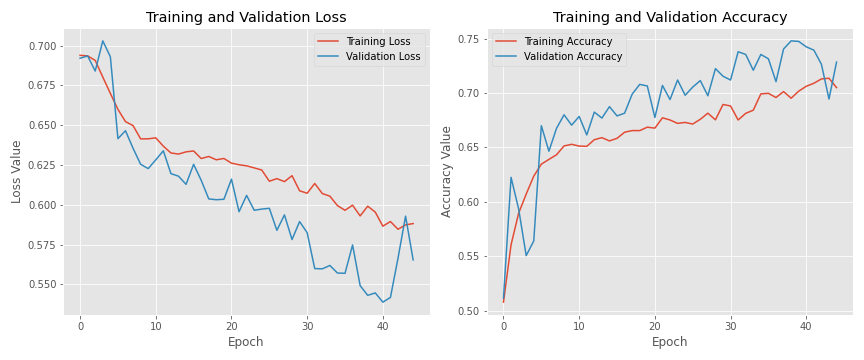 Training and Validation Loss
Training Loss
Validation Loss
Loss Value
0.700
0.675
0.650
0.625
0.600
0.575
0.550
0
10
20
30
40
Epoch
Training and Validation Accuracy
Training Accuracy
Validation Accuracy
Accuracy Value
0.75
0.70
0.65
0.60
0.55
0.50
0
10
20
30
40
Epoch